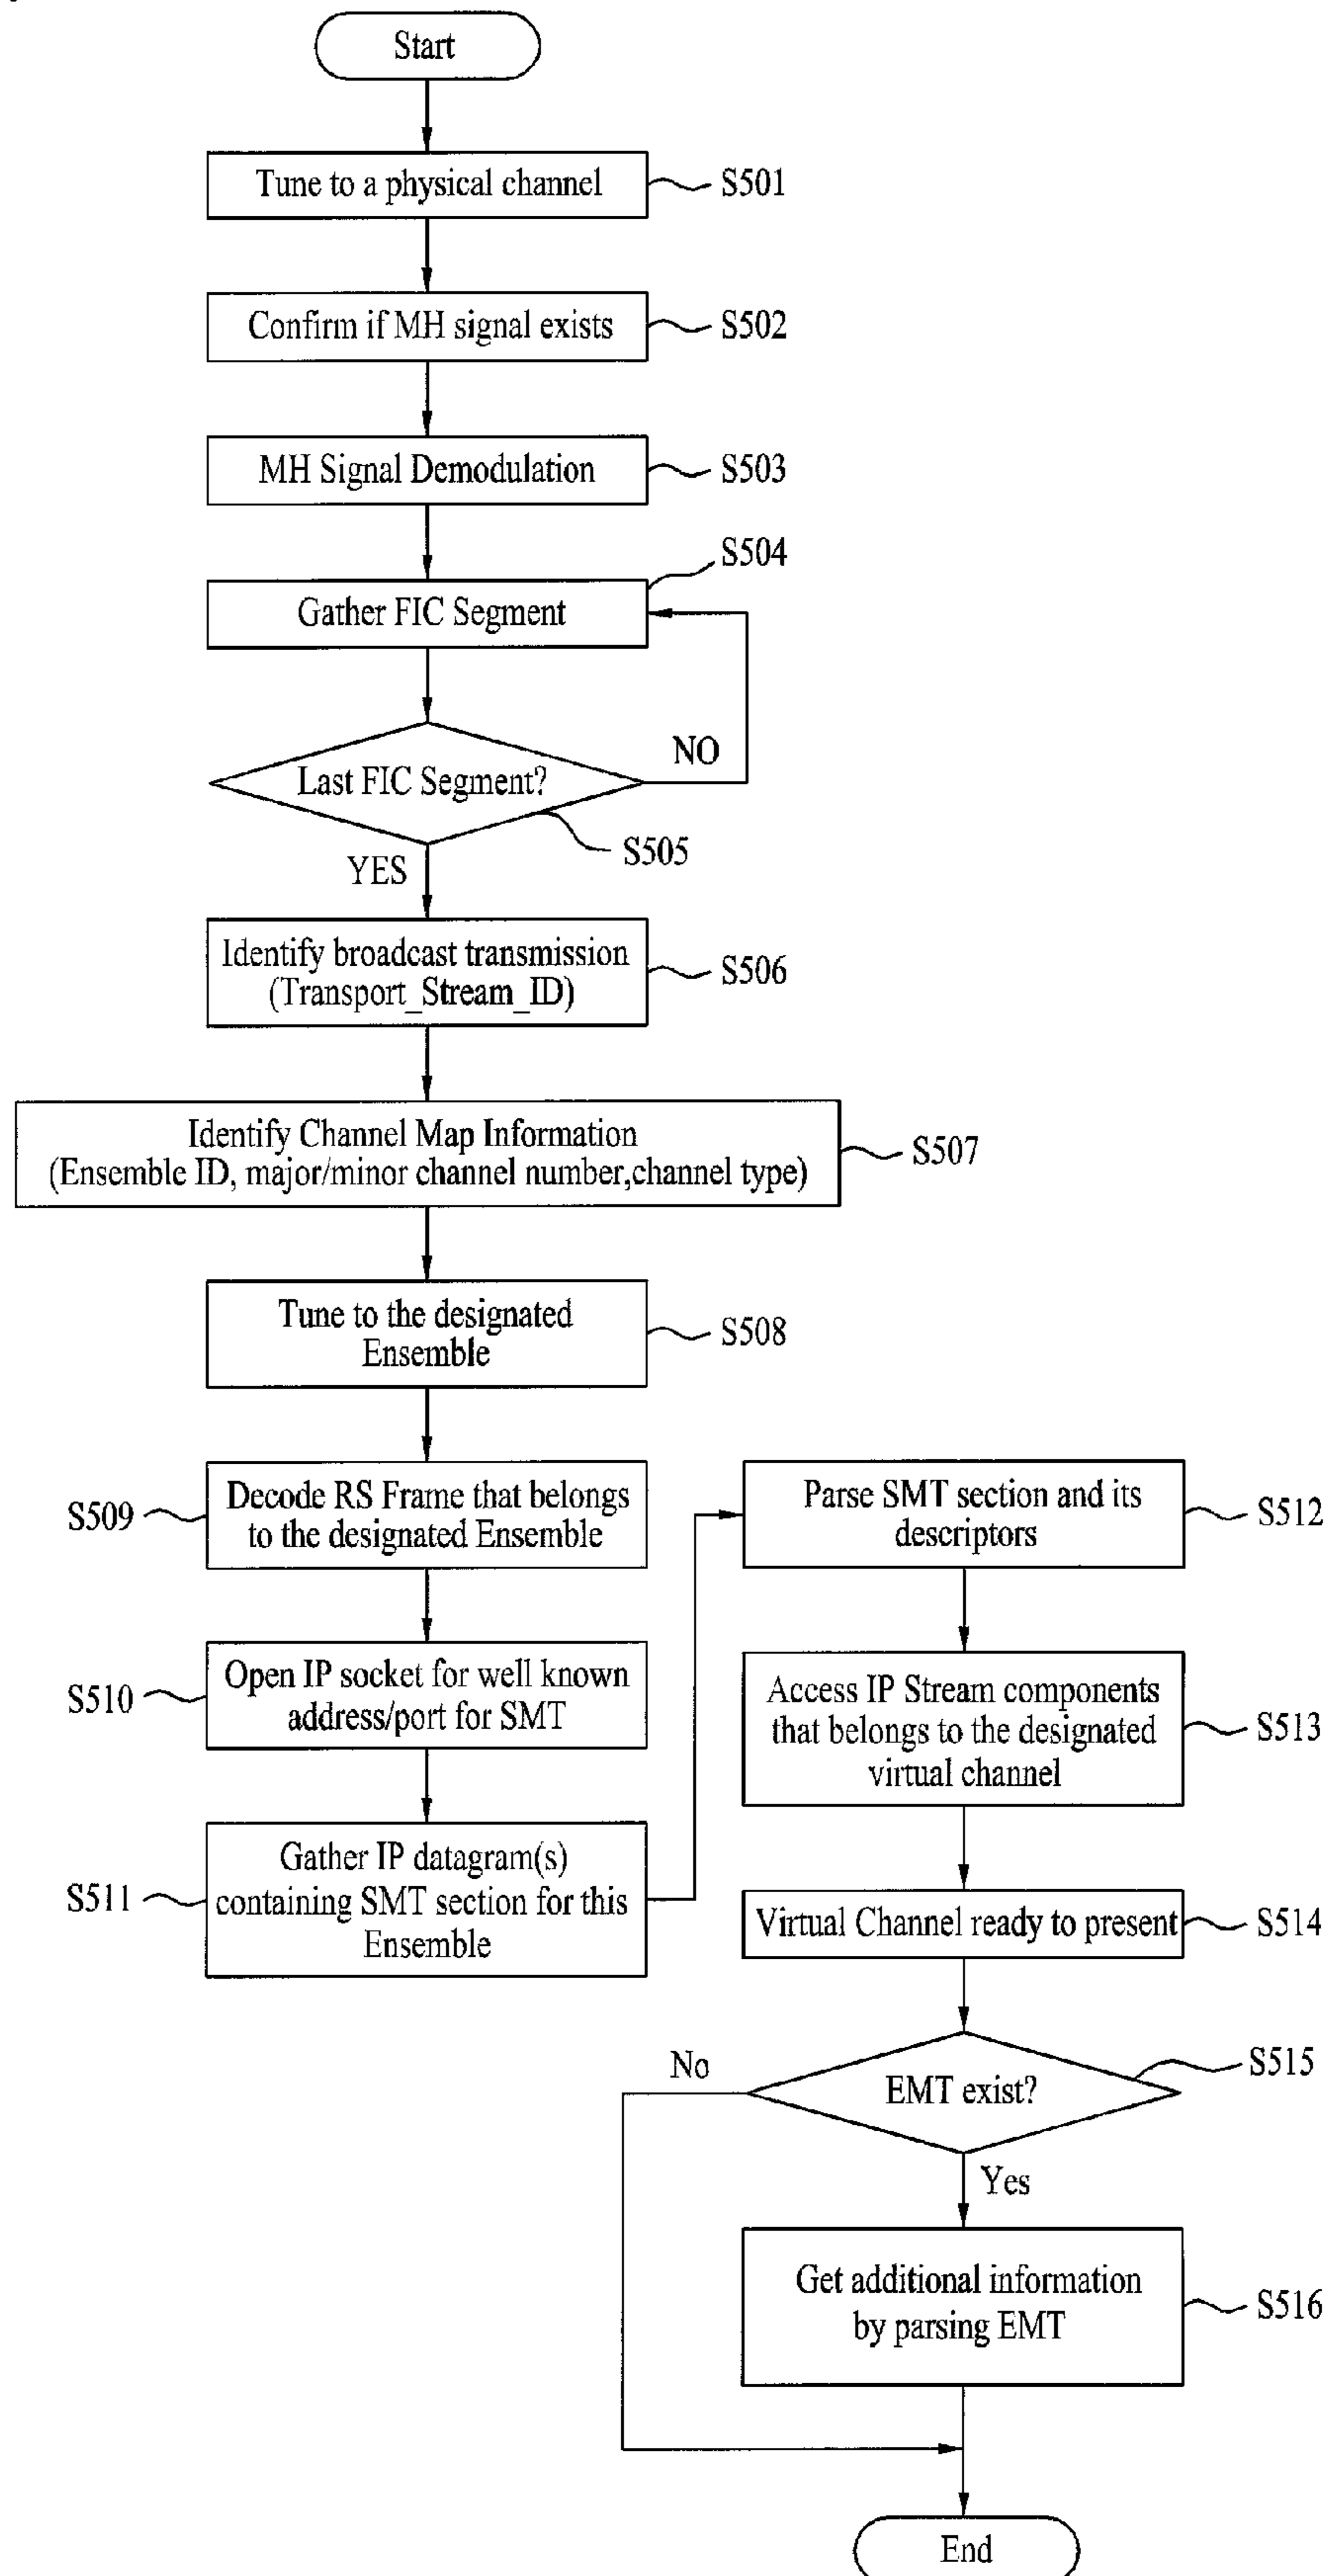 Start
Tune to a physical channel
S501
Confirm if MH signal exists
S502
MH Signal Demodulation
S503
S504
Gather FIC Segment
NO
Last FIC Segment?
S505
YES
Identify broadcast transmission
(Transport_Stream_ID)
S506
Identify Channel Map Information
(Ensemble ID, major/minor channel number,channel type)
S507
Tune to the designated
Ensemble
S508
S509
Decode RS Frame that belongs
to the designated Ensemble
S510
Open IP socket for well known
address/port for SMT
S511
Gather IP datagram(s)
containing SMT section for this
Ensemble
Parse SMT section and its
descriptors
S512
Access IP Stream components
that belongs to the designated
virtual channel
S513
Virtual Channel ready to present
S514
No
EMT exist?
S515
Yes
Get additional information
by parsing EMT
S516
End